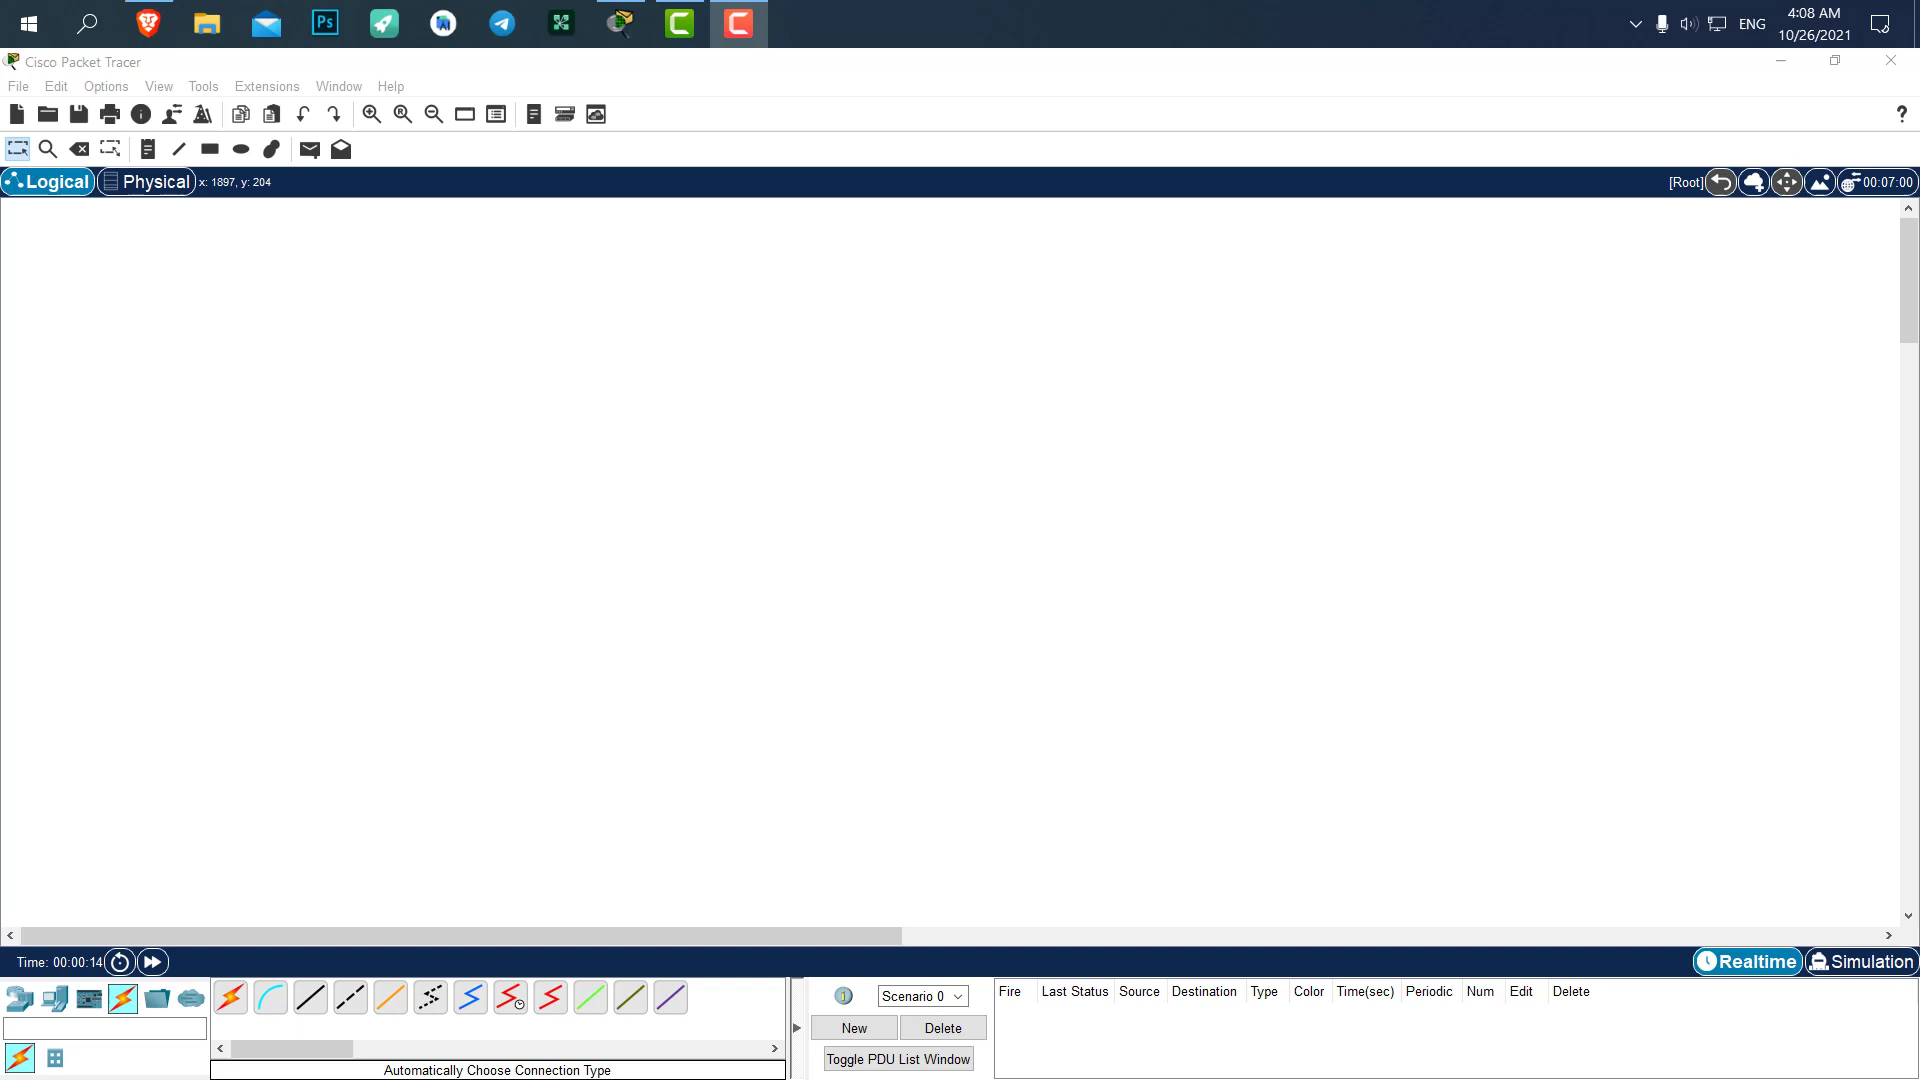 Ps
ENG
4:08 AM
10/26/2021
Cisco Packet Tracer
File Edit Options View Tools Extensions Window Help
?
Logical Physical x: 1897, y: 204
[Root] 00:07:00
Time: 00:00:14
Realtime Simulation
Scenario 0
New Delete
Toggle PDU List Window
Fire Last Status Source Destination Type Color Time(sec) Periodic Num Edit Delete
Automatically Choose Connection Type